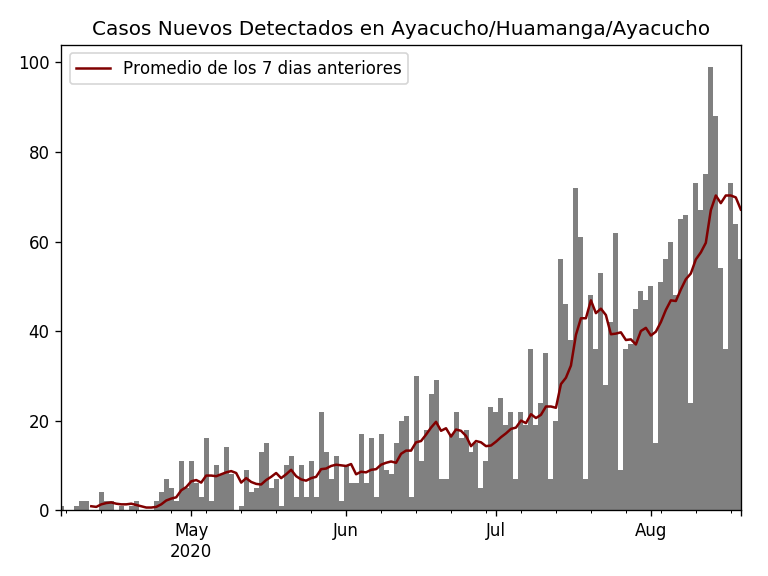 Casos Nuevos Detectados en Ayacucho/Huamanga/Ayacucho
Promedio de los 7 dias anteriores
100
80
60
40
20
0
May Jun Jul Aug
2020